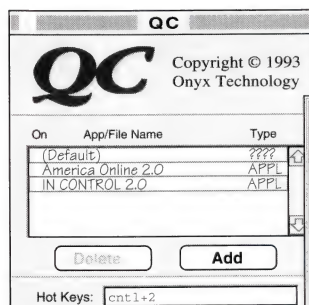 QC
QC
Copyright © 1993
Onyx Technology
On App/File Name Type
(Default) ????
America Online 2.0 APPL
IN CONTROL 2.0 APPL
Delete Add
Hot Keys: cntl+2